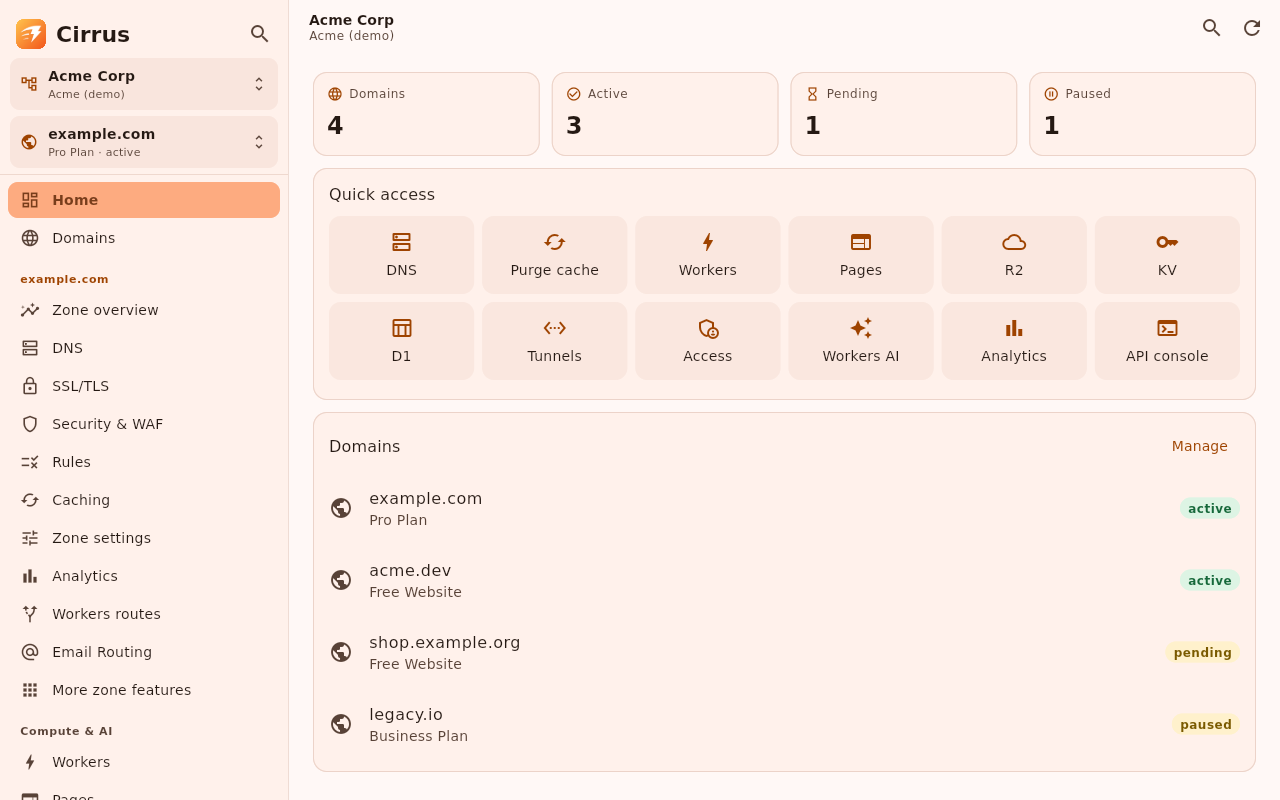 Cirrus
Acme Corp
Acme (demo)
example.com
Pro Plan · active
Home
Domains
example.com
Zone overview
DNS
SSL/TLS
Security & WAF
Rules
Caching
Zone settings
Analytics
Workers routes
Email Routing
More zone features
Compute & AI
Workers
Pages
Acme Corp
Acme (demo)
Domains
4
Active
3
Pending
1
Paused
1
Quick access
DNS
Purge cache
Workers
Pages
R2
KV
D1
Tunnels
Access
Workers AI
Analytics
API console
Domains
Manage
example.com
Pro Plan
active
acme.dev
Free Website
active
shop.example.org
Free Website
pending
legacy.io
Business Plan
paused